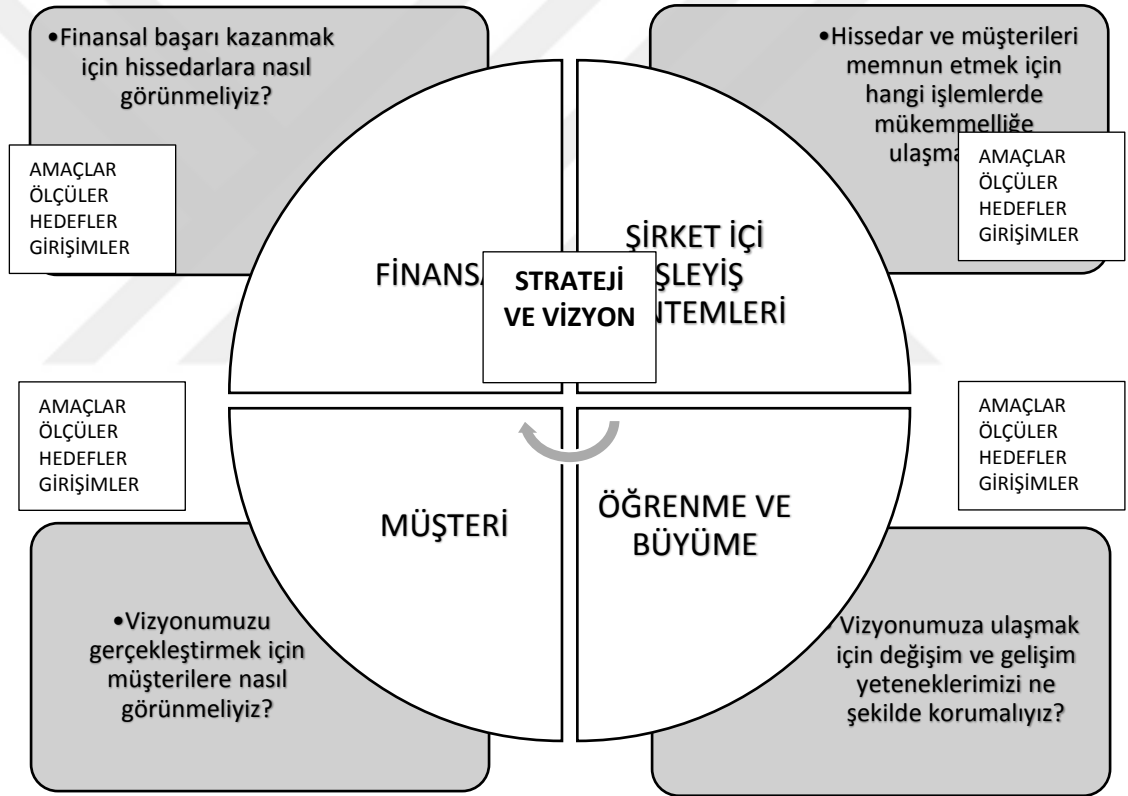 •Finansal başarı kazanmak
için hissedarlara nasıl
görünmeliyiz?
AMAÇLAR
ÖLÇÜLER
HEDEFLER
GİRİŞİMLER
•Hissedar ve müşterileri
memnun etmek için
hangi işlemlerde
mükemmelliğe
AMAÇLAR
ÖLÇÜLER
HEDEFLER
GİRİŞİMLER
ŞİRKET İÇİ
STRATEJİ
VE VİZYON
AMAÇLAR
ÖLÇÜLER
HEDEFLER
GİRİŞİMLER
AMAÇLAR
ÖLÇÜLER
HEDEFLER
GİRİŞİMLER
MÜŞTERİ
ÖĞRENME VE
BÜYÜME
•Vizyonumuzu
gerçekleştirmek için
müşterilere nasıl
görünmeliyiz?
Vizyonumuza ulaşmak
için değişim ve gelişim
yeteneklerimizi ne
şekilde korumalıyız?